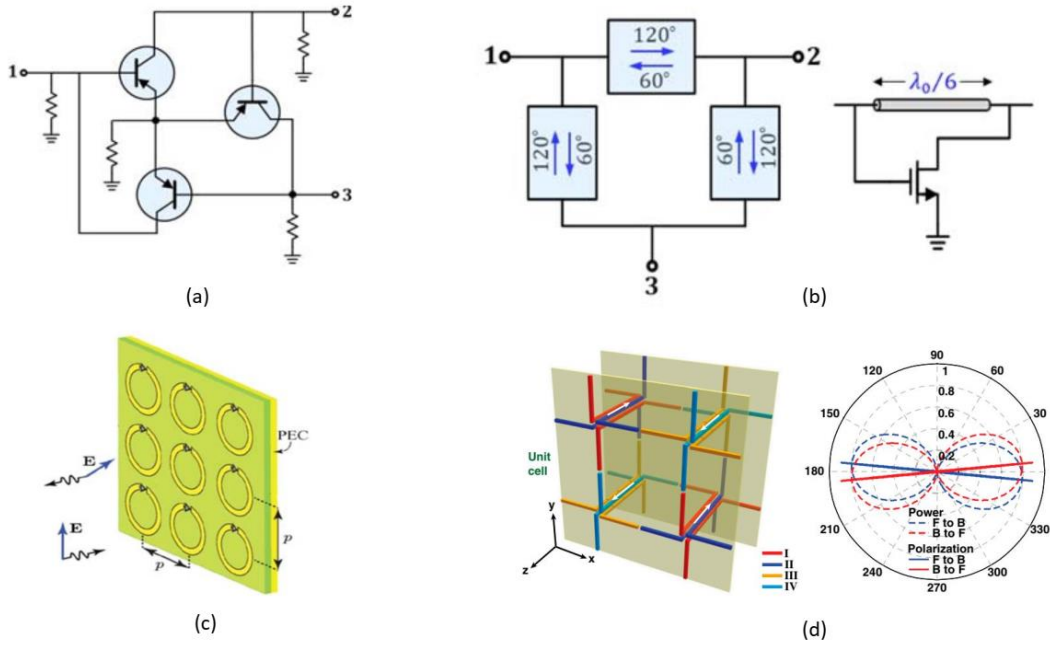 1
2
3
(a)
1
120°
60°
2
120°
60°
60°
120°
3
λ₀/6
(b)
E
E
PEC
p
p
(c)
Unit
cell
y
x
z
I
II
III
IV
90
120
60
150
30
180
210
330
240
300
270
1
0.8
0.6
0.4
0.2
Power
F to B
B to F
Polarization
F to B
B to F
(d)